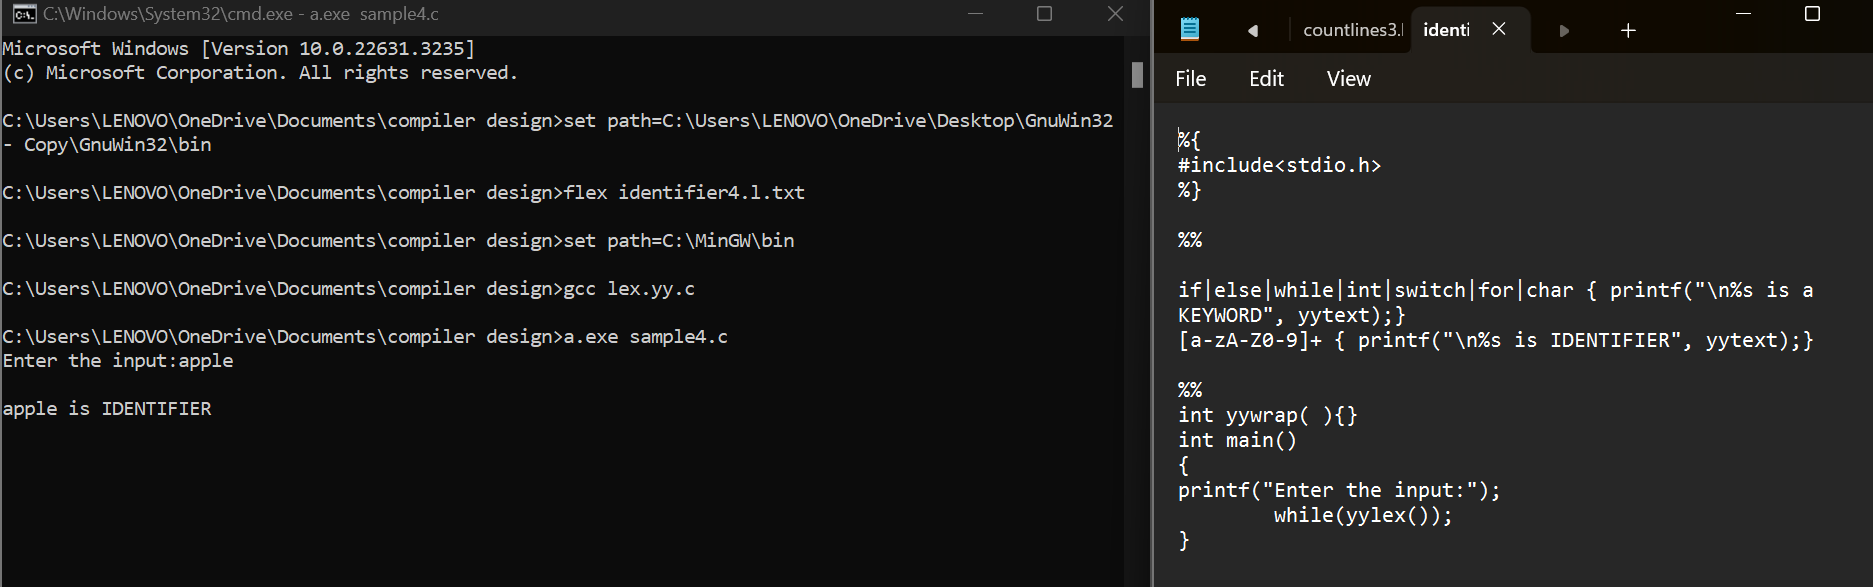 C:\Windows\System32\cmd.exe - a.exe  sample4.c
Microsoft Windows [Version 10.0.22631.3235]
(c) Microsoft Corporation. All rights reserved.
C:\Users\LENOVO\OneDrive\Documents\compiler design>set path=C:\Users\LENOVO\OneDrive\Desktop\GnuWin32
- Copy\GnuWin32\bin
C:\Users\LENOVO\OneDrive\Documents\compiler design>flex identifier4.l.txt
C:\Users\LENOVO\OneDrive\Documents\compiler design>set path=C:\MinGW\bin
C:\Users\LENOVO\OneDrive\Documents\compiler design>gcc lex.yy.c
C:\Users\LENOVO\OneDrive\Documents\compiler design>a.exe sample4.c
Enter the input:apple
apple is IDENTIFIER
countlines3.l
identi
File Edit View
%{
#include<stdio.h>
%}
%%
if|else|while|int|switch|for|char { printf("\n%s is a
KEYWORD", yytext);}
[a-zA-Z0-9]+ { printf("\n%s is IDENTIFIER", yytext);}
%%
int yywrap( ){}
int main()
{
printf("Enter the input:");
        while(yylex());
}